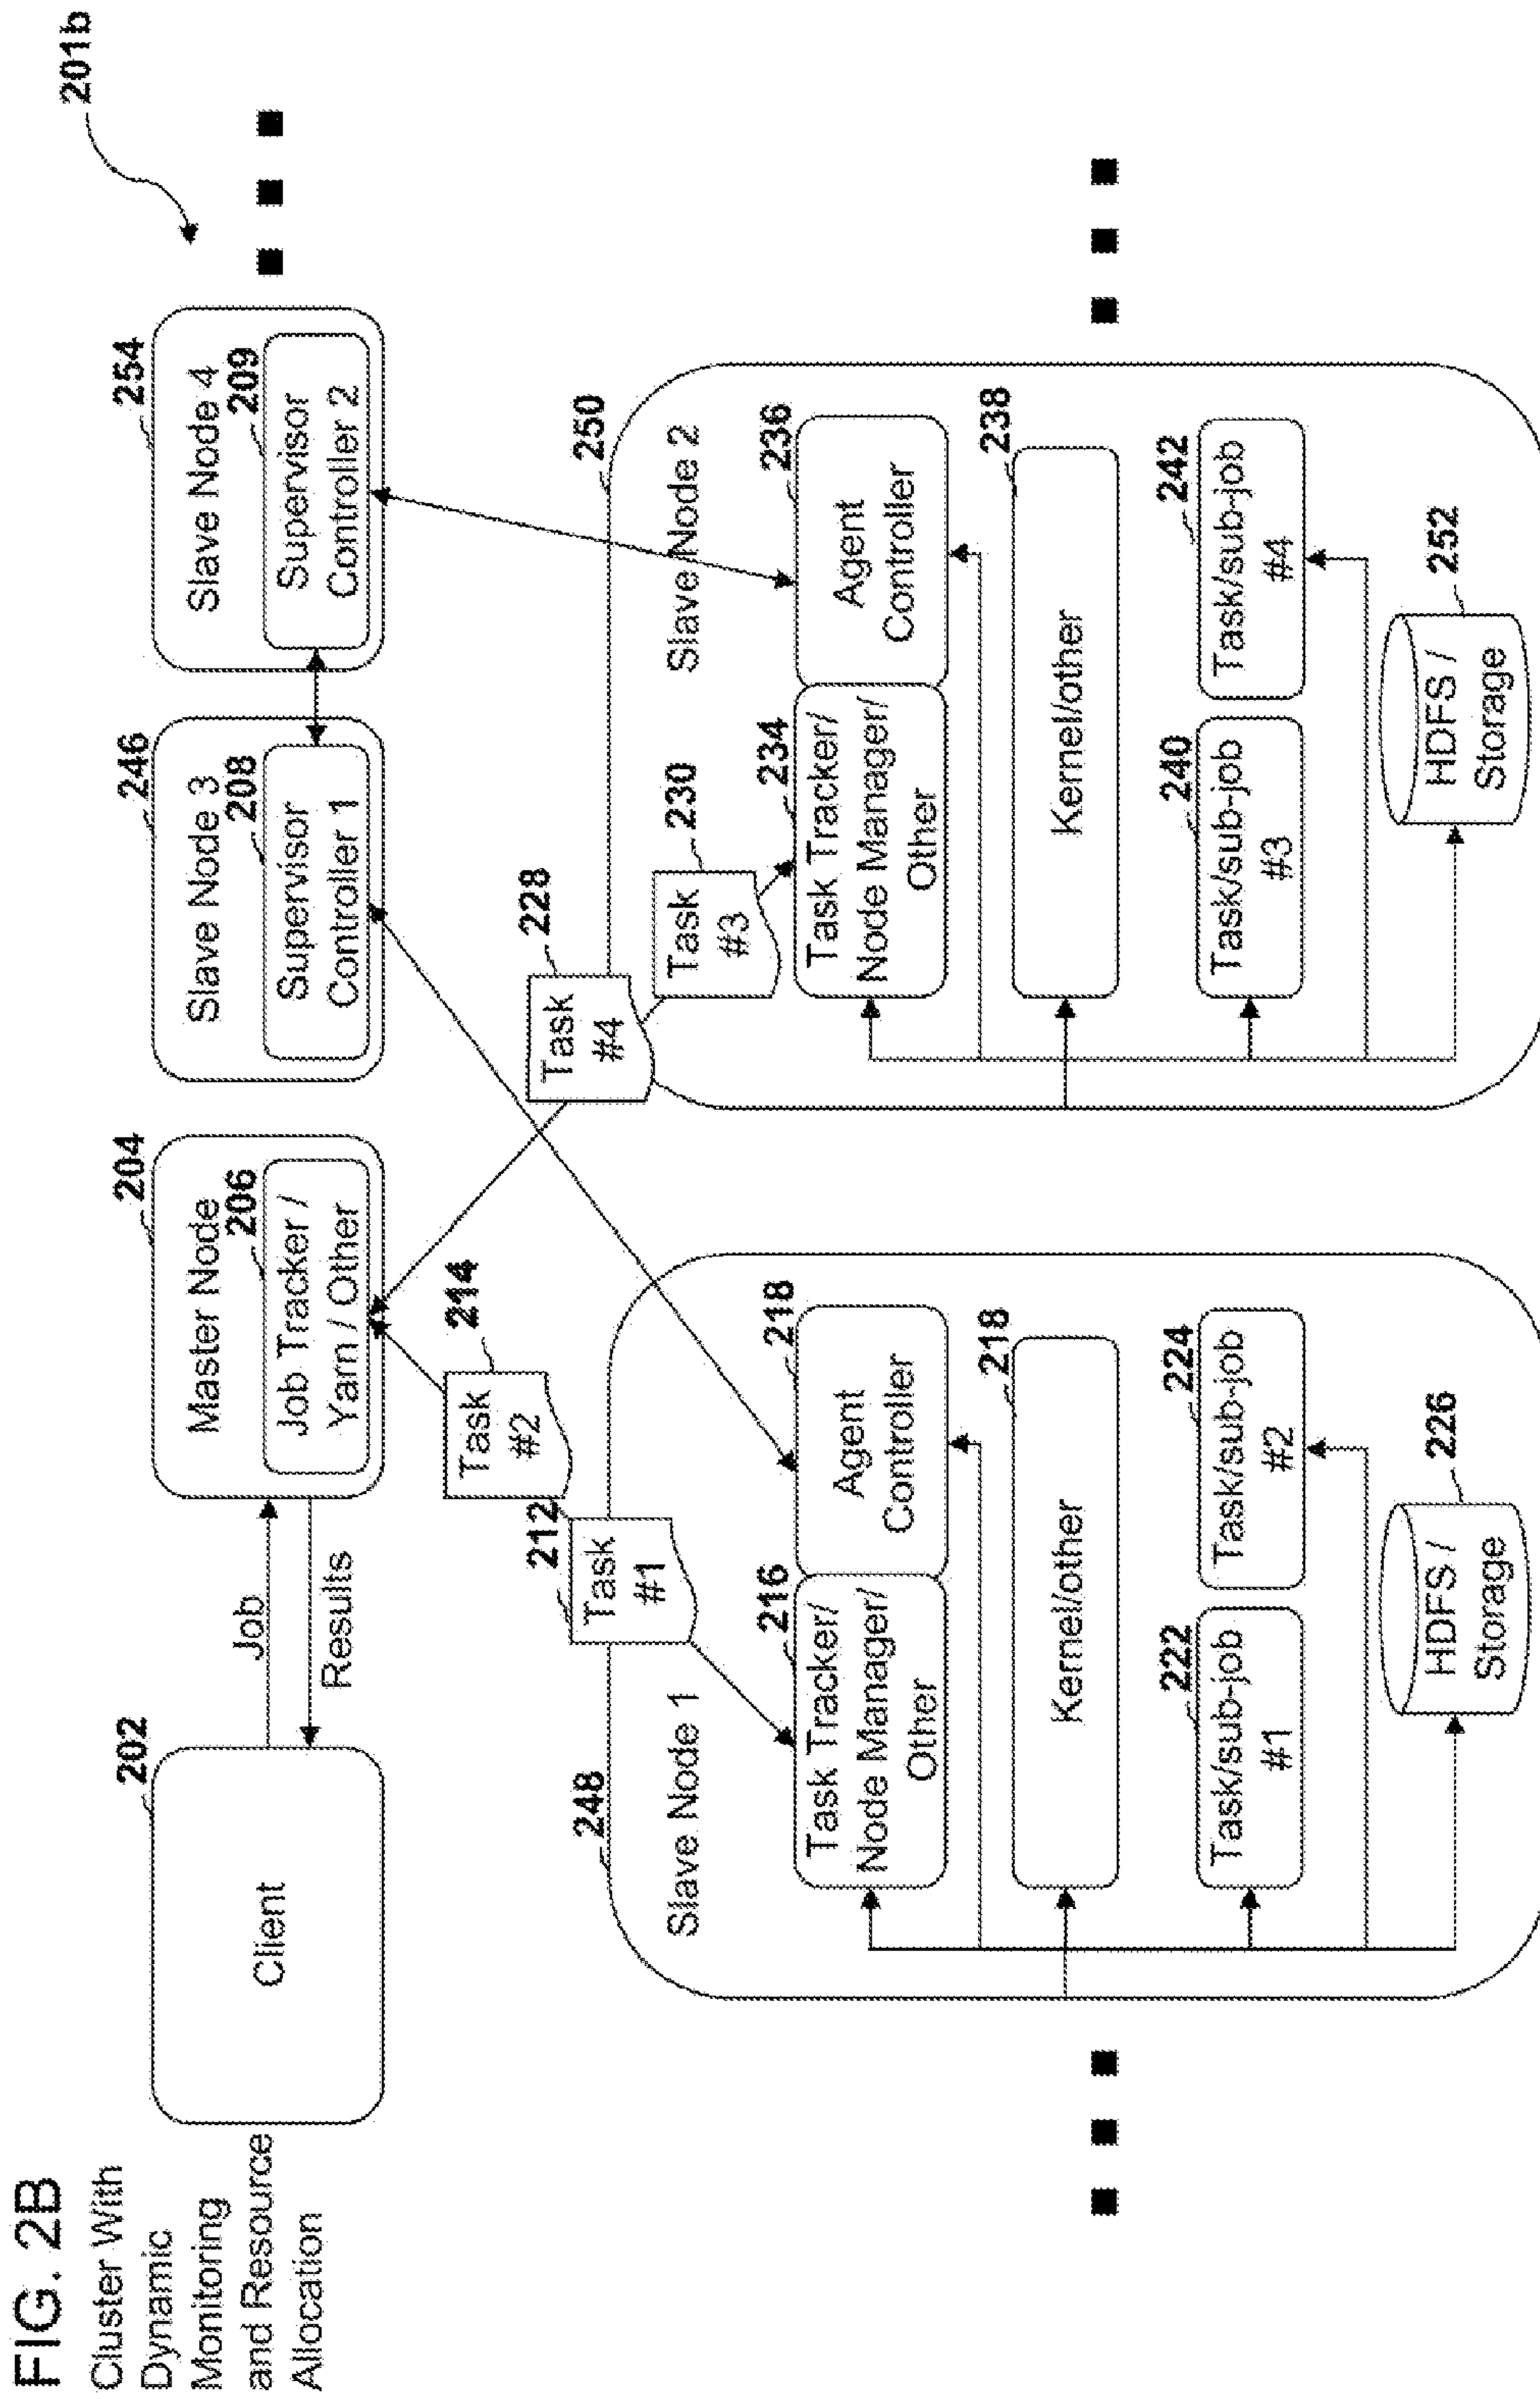 FIG. 2B
Cluster With
Dynamic
Monitoring
and Resource
Allocation
201b
202
Client
Job
Results
204
Master Node
206
Job Tracker /
Yarn / Other
246
Slave Node 3
208
Supervisor
Controller 1
254
Slave Node 4
209
Supervisor
Controller 2
214
Task
#2
212
Task
#1
228
Task
#4
230
Task
#3
248
Slave Node 1
216
Task Tracker/
Node Manager/
Other
218
Agent
Controller
218
Kernel/other
222
Task/sub-job
#1
224
Task/sub-job
#2
226
HDFS /
Storage
250
Slave Node 2
234
Task Tracker/
Node Manager/
Other
236
Agent
Controller
238
Kernel/other
240
Task/sub-job
#3
242
Task/sub-job
#4
252
HDFS /
Storage